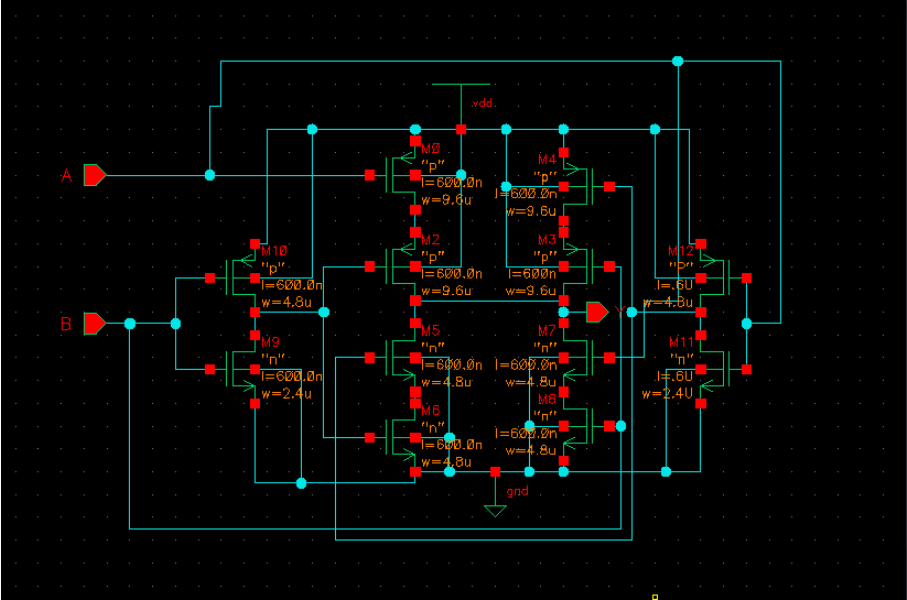 vdd
A
M0
"p"
l=600.0n
w=9.6u
M4
"p"
l=600.0n
w=9.6u
M10
"p"
l=600.0n
w=4.8u
M2
"p"
l=600.0n
w=9.6u
M3
"p"
l=600n
w=9.6u
M12
"P"
l=.6U
w=4.8u
B
Y
M9
"n"
l=600.0n
w=2.4u
M5
"n"
l=600.0n
w=4.8u
M7
"n"
l=600.0n
w=4.8u
M11
"n"
l=.6U
w=2.4U
M6
"n"
l=600.0n
w=4.8u
M8
"n"
l=600.0n
w=4.8u
gnd